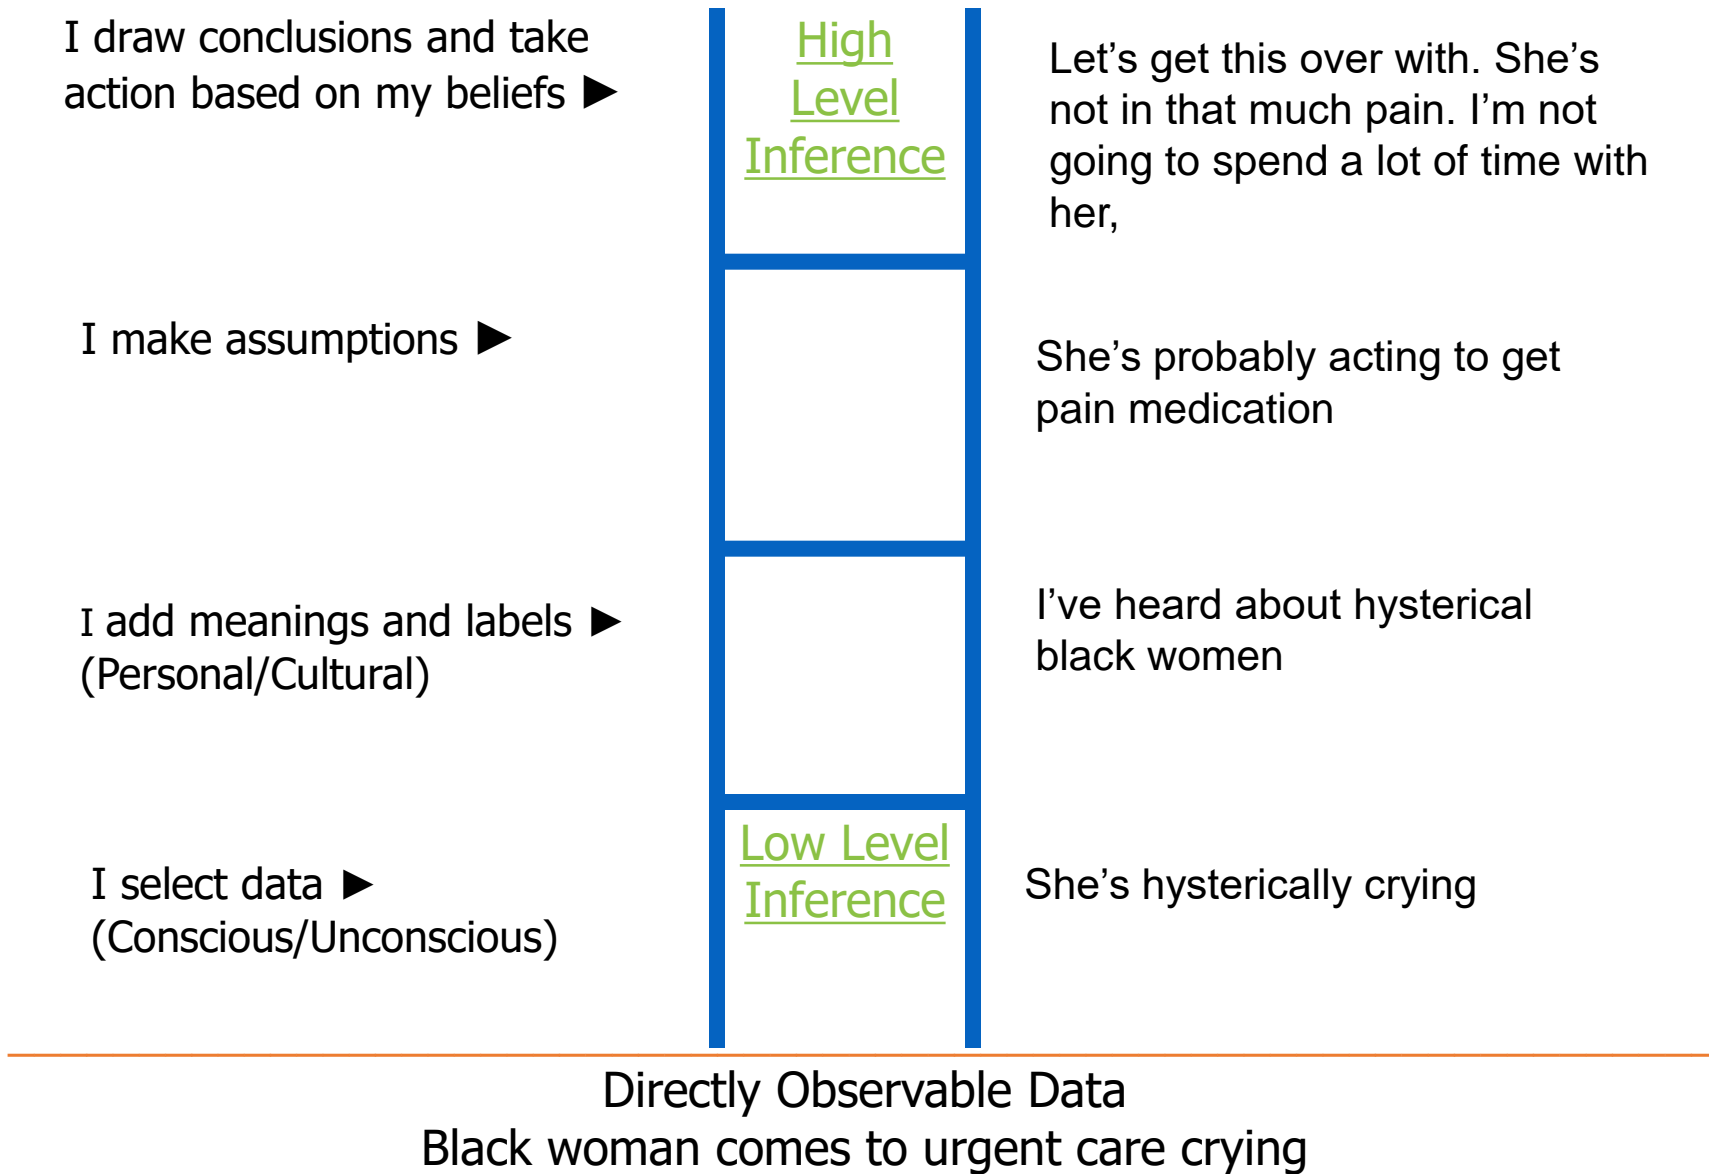 I draw conclusions and take
action based on my beliefs ►
High
Level
Inference
Let's get this over with. She's
not in that much pain. I'm not
going to spend a lot of time with
her,
I make assumptions ►
She's probably acting to get
pain medication
I add meanings and labels ►
(Personal/Cultural)
I've heard about hysterical
black women
I select data ►
(Conscious/Unconscious)
Low Level
Inference
She's hysterically crying
Directly Observable Data
Black woman comes to urgent care crying